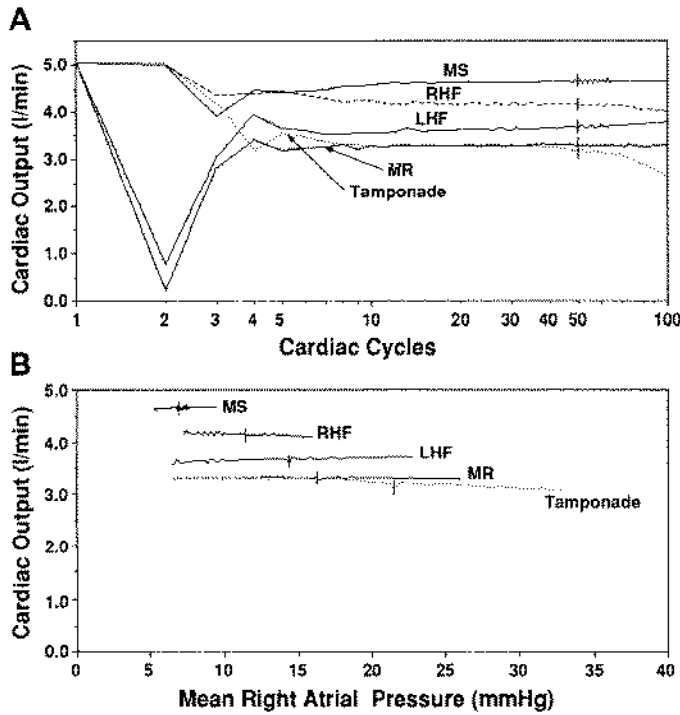 A
Cardiac Output (l/min)
5.0
4.0
3.0
2.0
1.0
0.0
MS
RHF
LHF
MR
Tamponade
1 2 3 4 5 10 20 30 40 50 100
Cardiac Cycles
B
Cardiac Output (l/min)
5.0
4.0
3.0
2.0
1.0
0.0
MS
RHF
LHF
MR
Tamponade
0 5 10 15 20 25 30 35 40
Mean Right Atrial Pressure (mmHg)